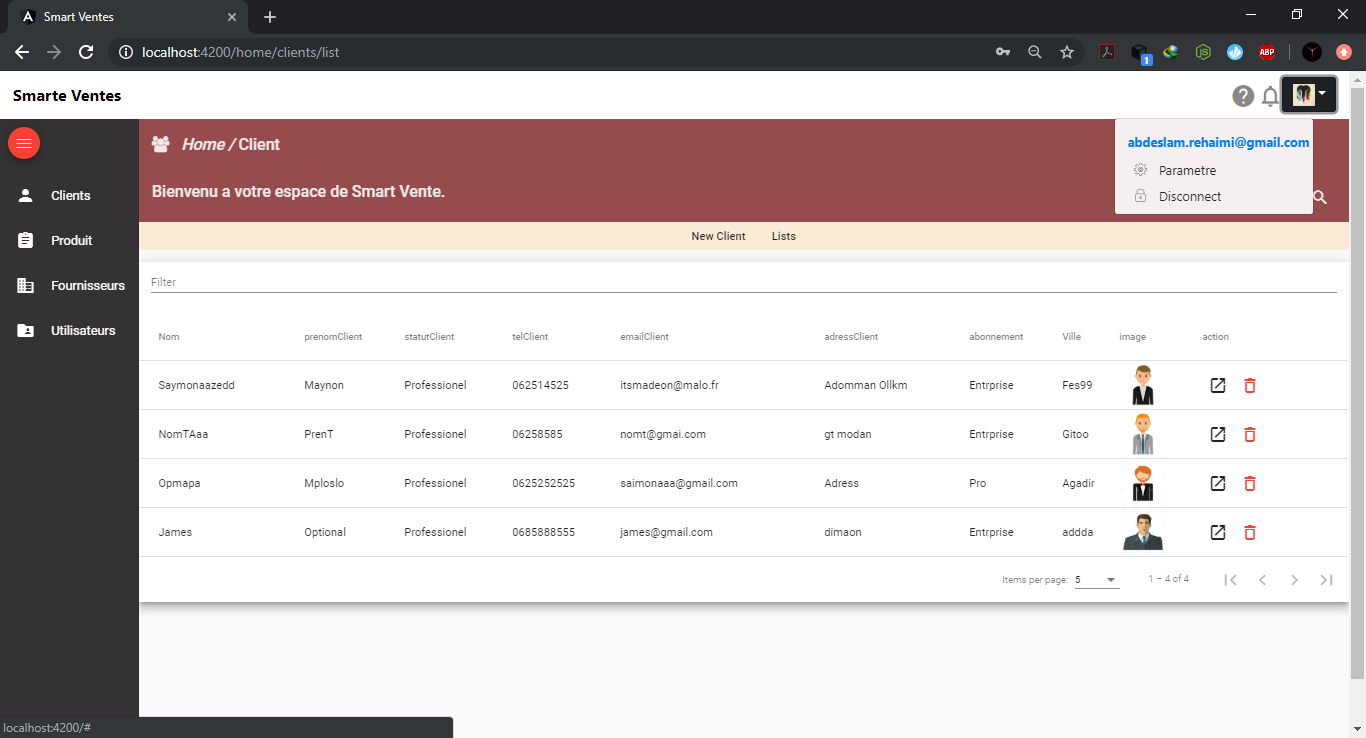 Smart Ventes
localhost:4200/home/clients/list
1
JS
ABP
Smarte Ventes
abdeslam.rehaimi@gmail.com
Parametre
Disconnect
Home / Client
Bienvenu a votre espace de Smart Vente.
Clients
Produit
Fournisseurs
Utilisateurs
New Client Lists
Filter
Nom prenomClient statutClient telClient emailClient adressClient abonnement Ville image action
Saymonaazedd Maynon Professionel 062514525 itsmadeon@malo.fr Adomman Ollkm Entrprise Fes99
NomTAaa PrenT Professionel 06258585 nomt@gmai.com gt modan Entrprise Gitoo
Opmapa Mploslo Professionel 0625252525 saimonaaa@gmail.com Adress Pro Agadir
James Optional Professionel 0685888555 james@gmail.com dimaon Entrprise addda
Items per page: 5 1 – 4 of 4
localhost:4200/#